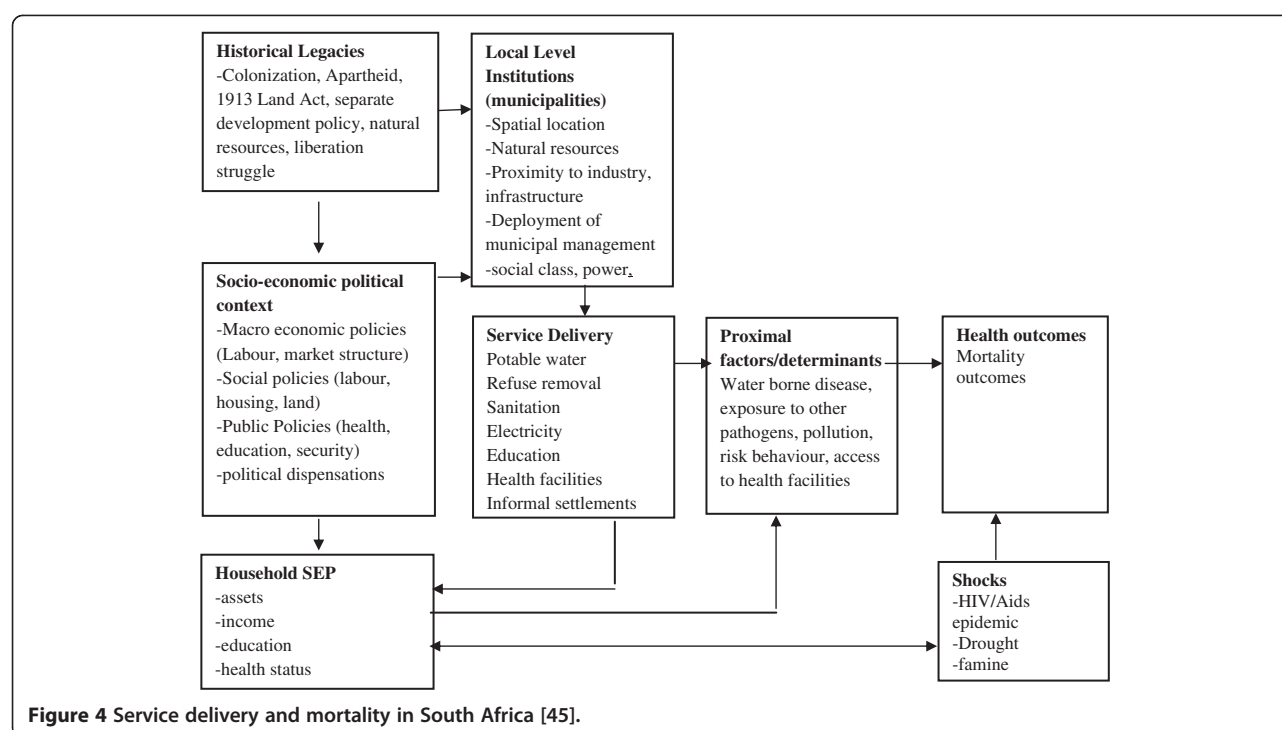 Historical Legacies
-Colonization, Apartheid,
1913 Land Act, separate
development policy, natural
resources, liberation
struggle
Local Level
Institutions
(municipalities)
-Spatial location
-Natural resources
-Proximity to industry,
infrastructure
-Deployment of
municipal management
-social class, power.
Socio-economic political
context
-Macro economic policies
(Labour, market structure)
-Social policies (labour,
housing, land)
-Public Policies (health,
education, security)
-political dispensations
Service Delivery
Potable water
Refuse removal
Sanitation
Electricity
Education
Health facilities
Informal settlements
Proximal
factors/determinants
Water borne disease,
exposure to other
pathogens, pollution,
risk behaviour, access
to health facilities
Health outcomes
Mortality
outcomes
Household SEP
-assets
-income
-education
-health status
Shocks
-HIV/Aids
epidemic
-Drought
-famine
Figure 4 Service delivery and mortality in South Africa [45].